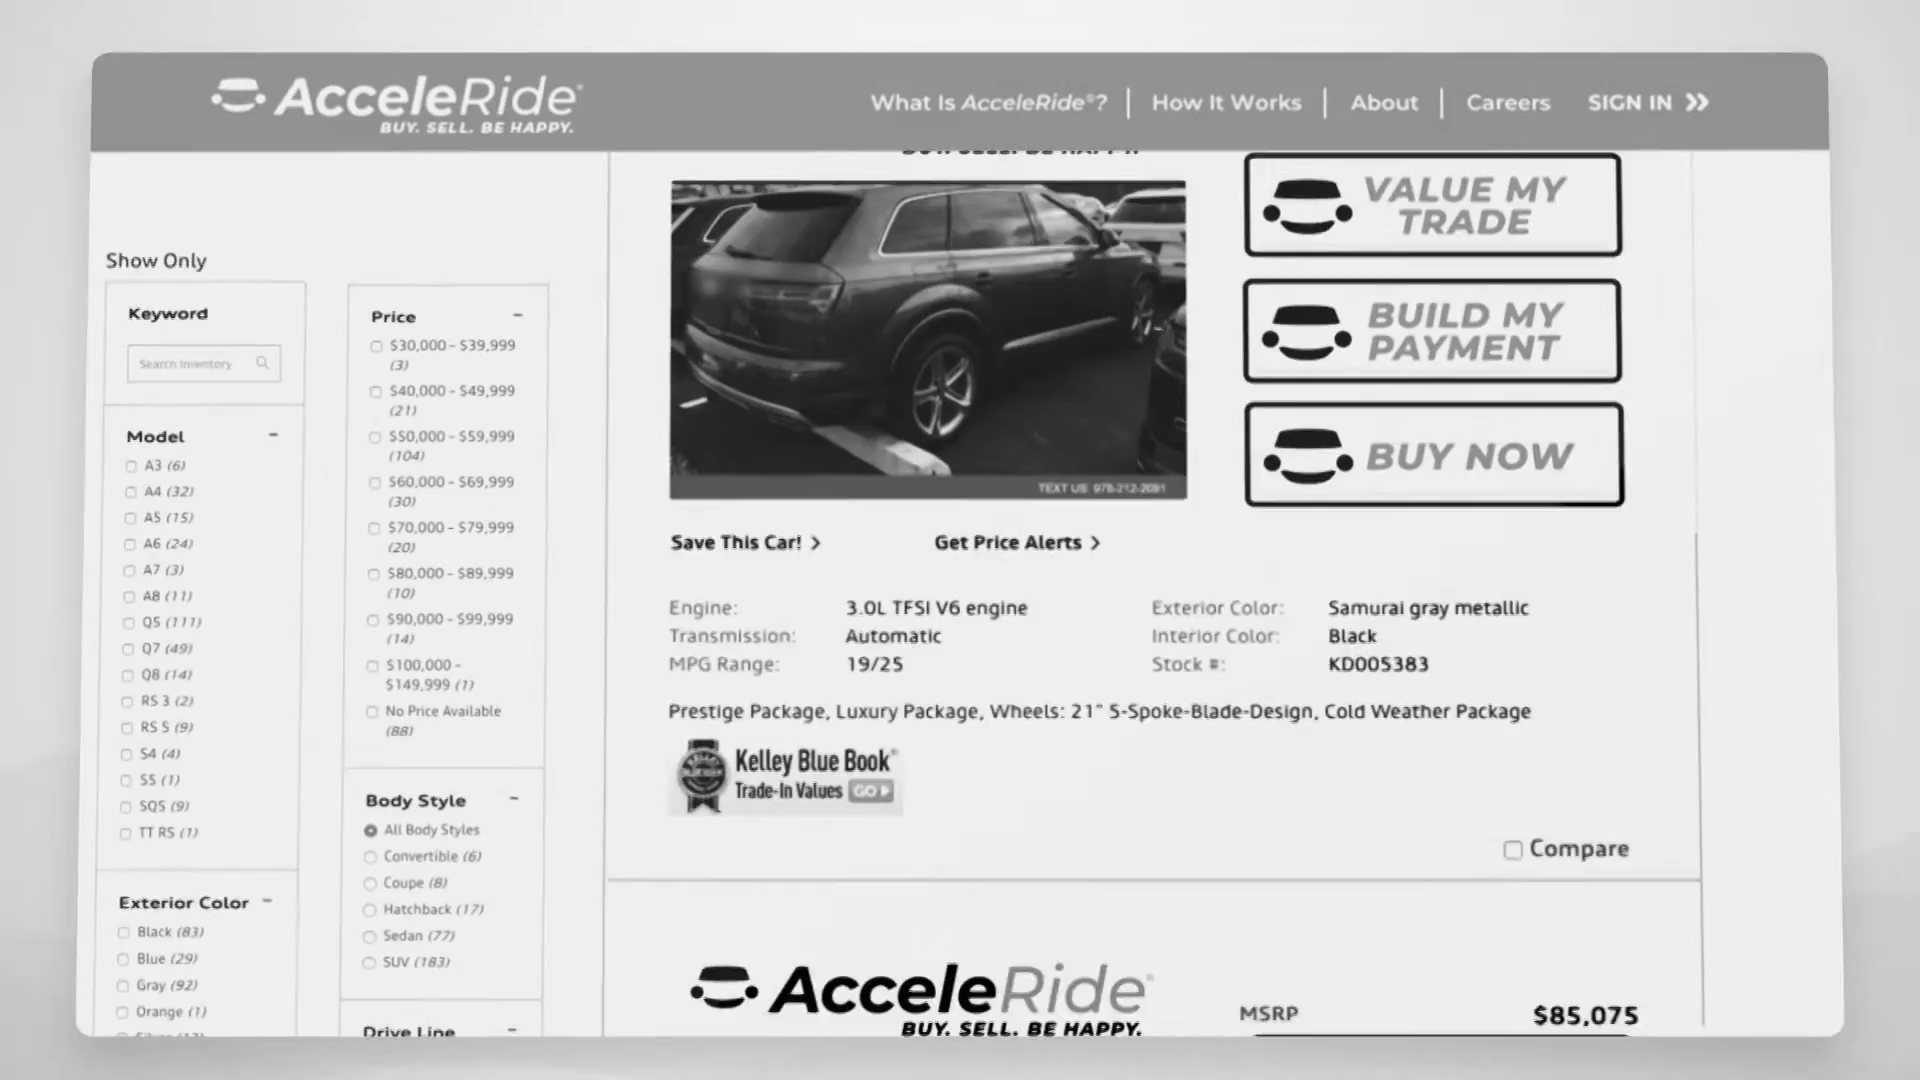 AcceleRide®
BUY. SELL. BE HAPPY.
What Is AcceleRide®?
How It Works
About
Careers
SIGN IN
Show Only
Keyword
Search Inventory
Model
A3 (6)
A4 (32)
A5 (15)
A6 (24)
A7 (3)
A8 (11)
Q5 (111)
Q7 (49)
Q8 (14)
RS 3 (2)
RS 5 (9)
S4 (4)
S5 (1)
SQ5 (9)
TT RS (1)
Exterior Color
Black (83)
Blue (29)
Gray (92)
Orange (1)
Price
$30,000 - $39,999
(3)
$40,000 - $49,999
(21)
$50,000 - $59,999
(104)
$60,000 - $69,999
(30)
$70,000 - $79,999
(20)
$80,000 - $89,999
(10)
$90,000 - $99,999
(14)
$100,000 -
$149,999 (1)
No Price Available
(88)
Body Style
All Body Styles
Convertible (6)
Coupe (8)
Hatchback (17)
Sedan (77)
SUV (183)
Drive Line
TEXT US: 978-212-2091
VALUE MY
TRADE
BUILD MY
PAYMENT
BUY NOW
Save This Car!
Get Price Alerts
Engine: 3.0L TFSI V6 engine
Transmission: Automatic
MPG Range: 19/25
Exterior Color: Samurai gray metallic
Interior Color: Black
Stock #: KD005383
Prestige Package, Luxury Package, Wheels: 21" 5-Spoke-Blade-Design, Cold Weather Package
Kelley Blue Book®
Trade-In Values GO
Compare
AcceleRide®
BUY. SELL. BE HAPPY.
MSRP $85,075